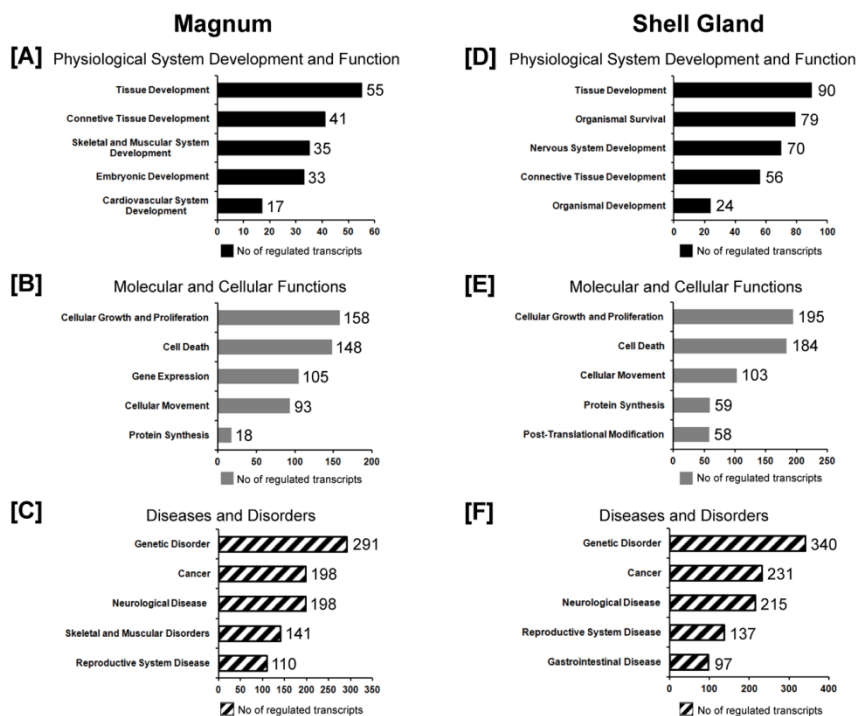 Magnum
[A]
Physiological System Development and Function
Tissue Development
55
Connetive Tissue Development
41
Skeletal and Muscular System
Development
35
Embryonic Development
33
Cardiovascular System
Development
17
0 10 20 30 40 50 60
No of regulated transcripts
[B]
Molecular and Cellular Functions
Cellular Growth and Proliferation
158
Cell Death
148
Gene Expression
105
Cellular Movement
93
Protein Synthesis
18
0 50 100 150 200
No of regulated transcripts
[C]
Diseases and Disorders
Genetic Disorder
291
Cancer
198
Neurological Disease
198
Skeletal and Muscular Disorders
141
Reproductive System Disease
110
0 50 100 150 200 250 300 350
No of regulated transcripts
Shell Gland
[D]
Physiological System Development and Function
Tissue Development
90
Organismal Survival
79
Nervous System Development
70
Connective Tissue Development
56
Organismal Development
24
0 20 40 60 80 100
No of regulated transcripts
[E]
Molecular and Cellular Functions
Cellular Growth and Proliferation
195
Cell Death
184
Cellular Movement
103
Protein Synthesis
59
Post-Translational Modification
58
0 50 100 150 200 250
No of regulated transcripts
[F]
Diseases and Disorders
Genetic Disorder
340
Cancer
231
Neurological Disease
215
Reproductive System Disease
137
Gastrointestinal Disease
97
0 100 200 300 400
No of regulated transcripts